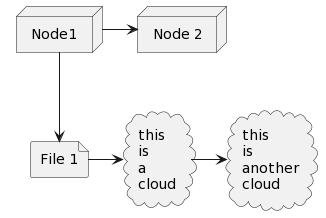 Node1
Node 2
File 1
this
is
a
cloud
this
is
another
cloud